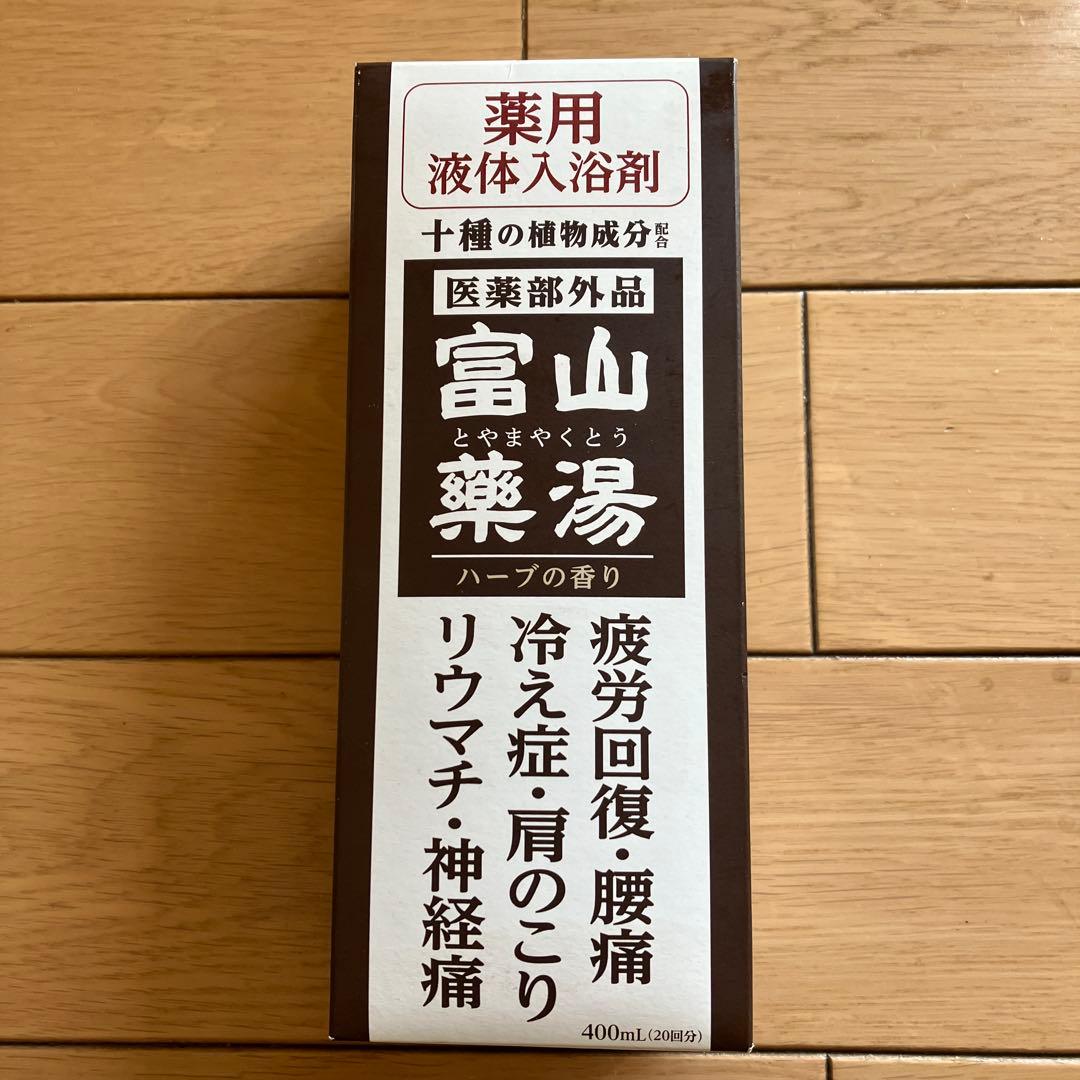 薬用
液体入浴剤
十種の植物成分配合
医薬部外品
富山
とやまやくとう
藥湯
ハーブの香り
疲労回復・腰痛
冷え症・肩のこり
リウマチ・神経痛
400mL(20回分)